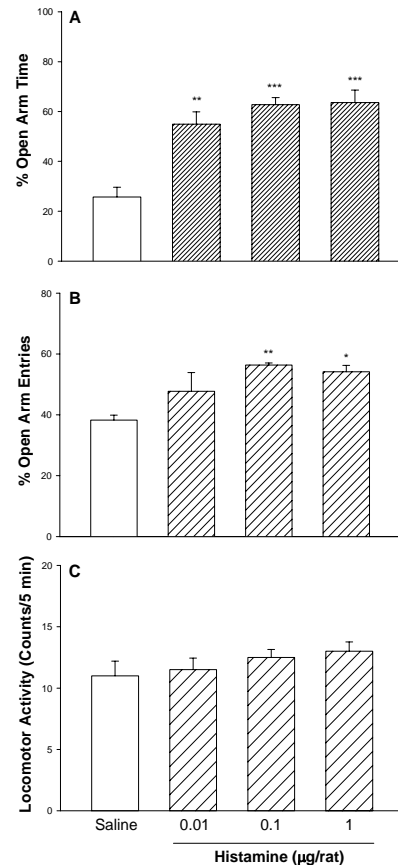 A
% Open Arm Time
100
80
60
40
20
0
**
***
***
B
% Open Arm Entries
80
60
40
20
0
**
*
C
Locomotor Activity (Counts/5 min)
20
15
10
5
0
Saline 0.01 0.1 1
Histamine (μg/rat)